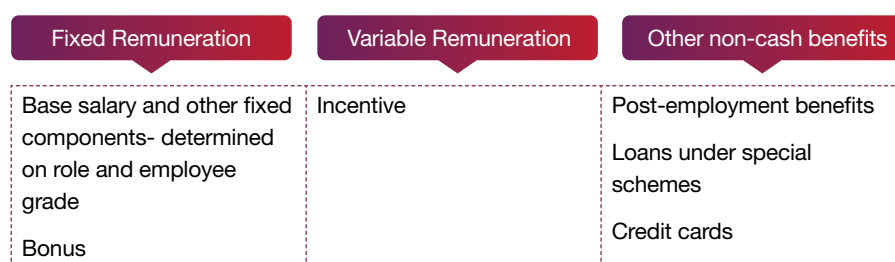 Fixed Remuneration
Variable Remuneration
Other non-cash benefits
Base salary and other fixed
components- determined
on role and employee
grade
Bonus
Incentive
Post-employment benefits
Loans under special
schemes
Credit cards